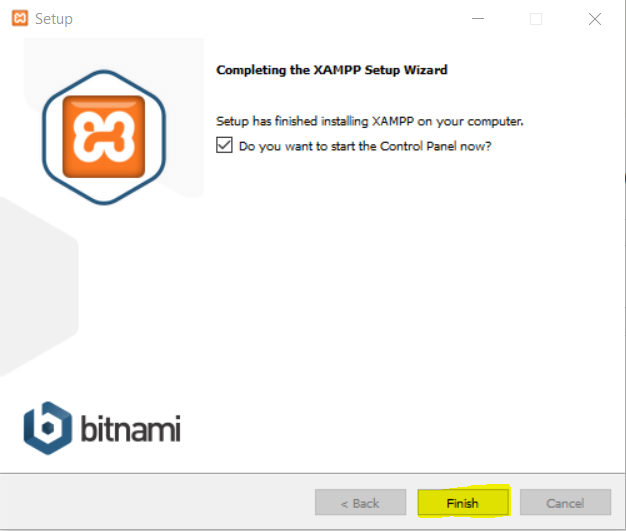 Setup
Completing the XAMPP Setup Wizard
Setup has finished installing XAMPP on your computer.
Do you want to start the Control Panel now?
bitnami
< Back
Finish
Cancel